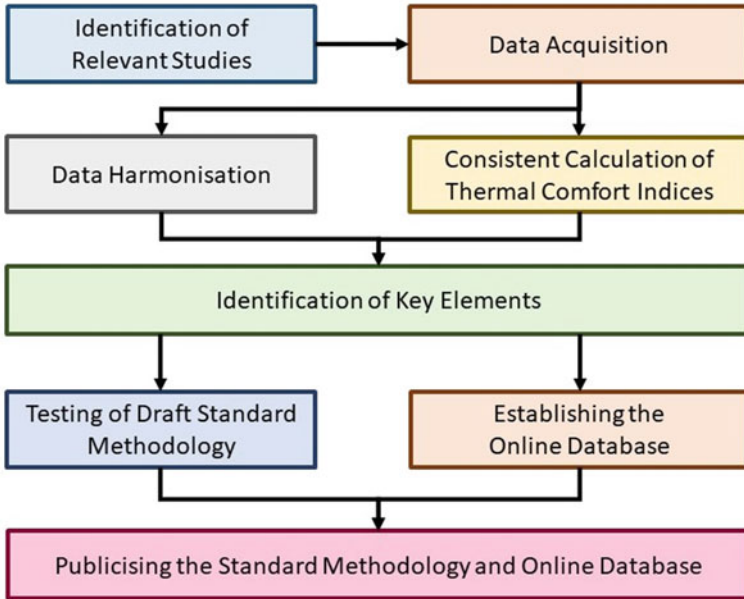 Identification of
Relevant Studies
Data Acquisition
Data Harmonisation
Consistent Calculation of
Thermal Comfort Indices
Identification of Key Elements
Testing of Draft Standard
Methodology
Establishing the
Online Database
Publicising the Standard Methodology and Online Database